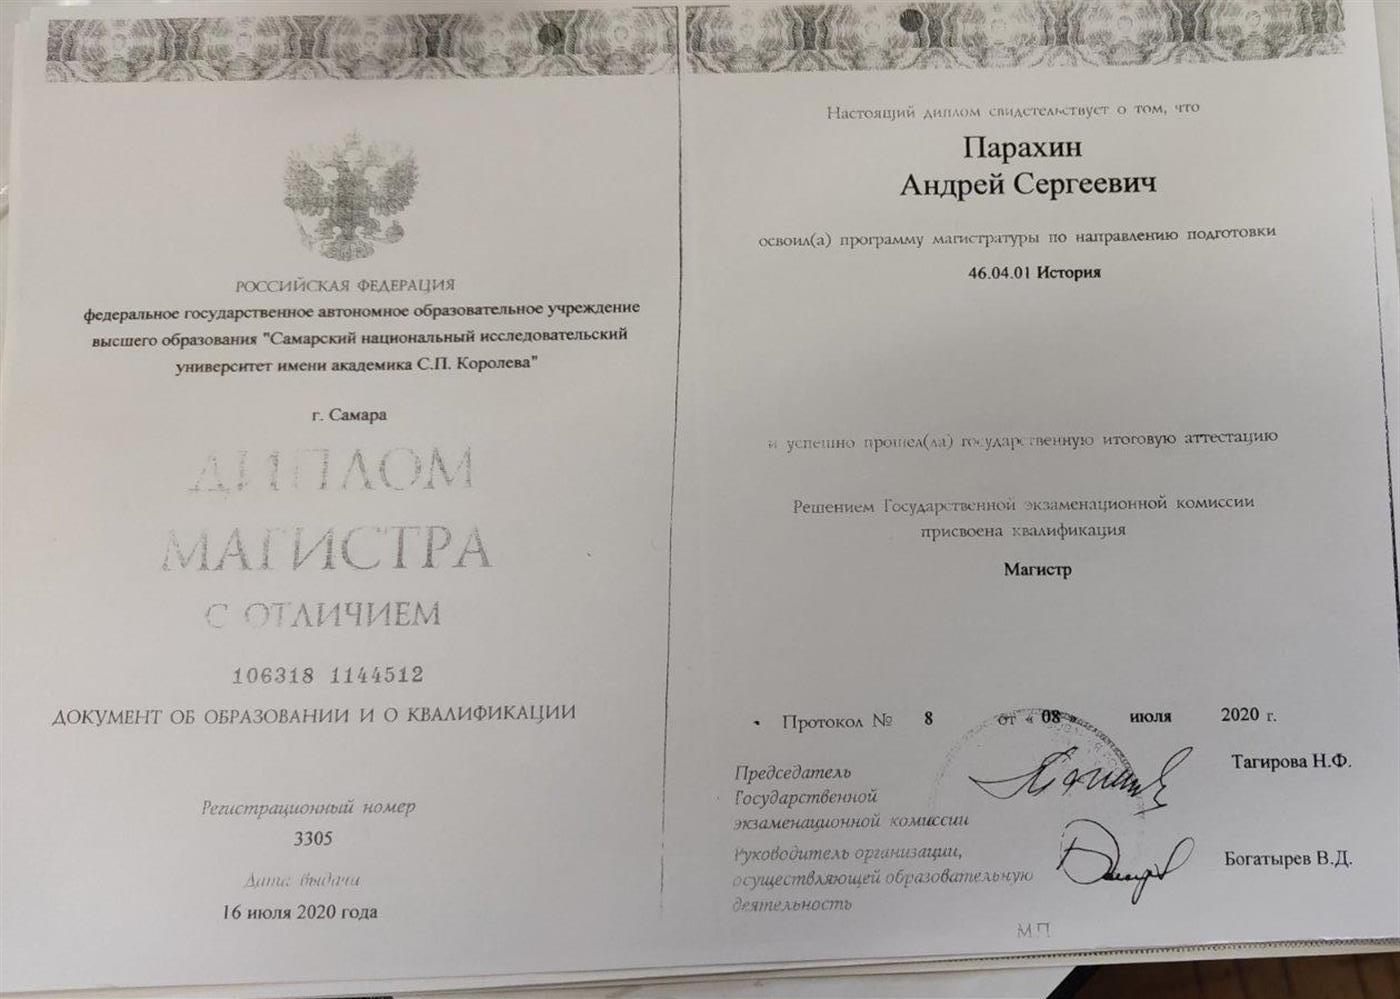 РОССИЙСКАЯ ФЕДЕРАЦИЯ
федеральное государственное автономное образовательное учреждение
высшего образования "Самарский национальный исследовательский
университет имени академика С.П. Королева"
г. Самара
ДИПЛОМ
МАГИСТРА
С ОТЛИЧИЕМ
106318 1144512
ДОКУМЕНТ ОБ ОБРАЗОВАНИИ И О КВАЛИФИКАЦИИ
Регистрационный номер
3305
Дата выдачи
16 июля 2020 года
Настоящий диплом свидетельствует о том, что
Парахин
Андрей Сергеевич
освоил(а) программу магистратуры по направлению подготовки
46.04.01 История
и успешно прошел(ла) государственную итоговую аттестацию
Решением Государственной экзаменационной комиссии
присвоена квалификация
Магистр
Протокол № 8 от « 08 » июля 2020 г.
Председатель
Государственной
экзаменационной комиссии
Тагирова Н.Ф.
Руководитель организации,
осуществляющей образовательную
деятельность
Богатырев В.Д.
МП